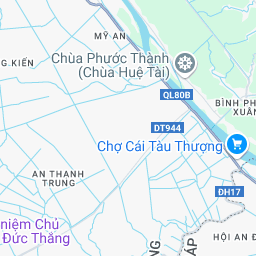 MỸ AN
G.KIẾN
Chùa Phước Thành
(Chùa Huệ Tài)
QL80B
BÌNH P
XUÂN
DT944
Chợ Cái Tàu Thượng
AN THẠNH
TRUNG
ĐH17
niệm Chủ
Đức Thắng
HỘI AN Đ
ÁP